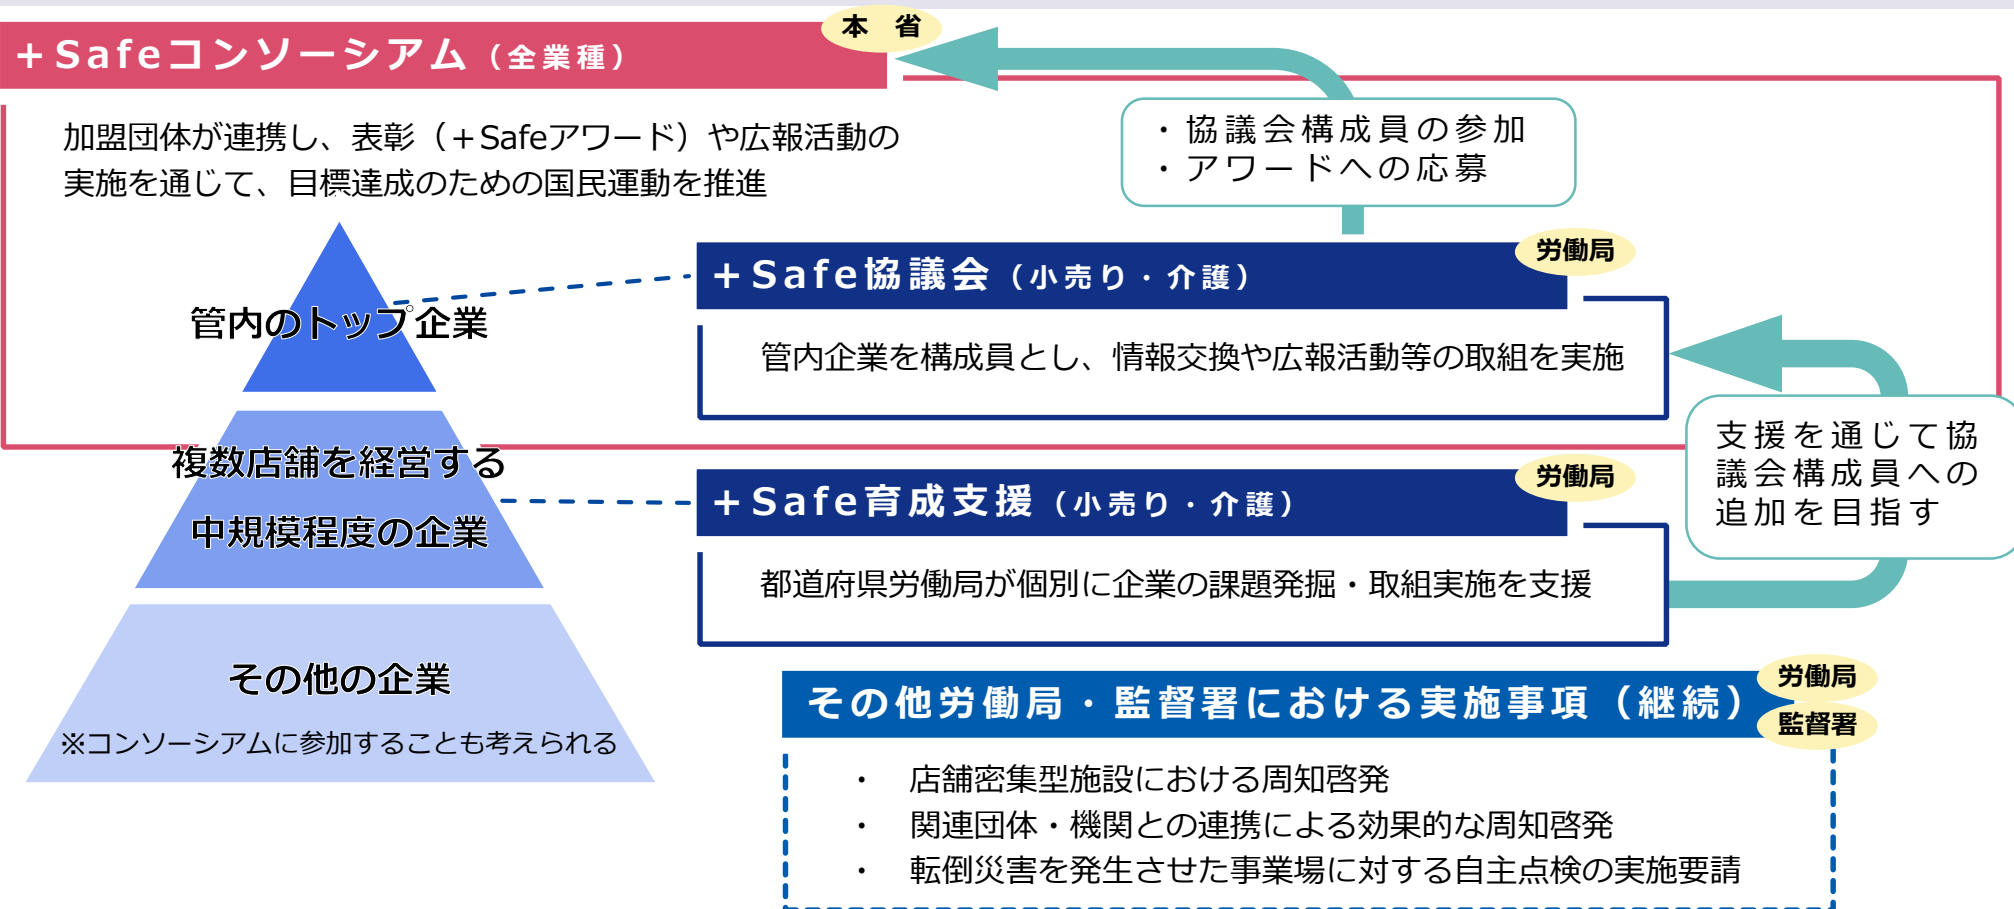 本 省
+Safeコンソーシアム（全業種）
加盟団体が連携し、表彰（+Safeアワード）や広報活動の
実施を通じて、目標達成のための国民運動を推進
・協議会構成員の参加
・アワードへの応募
管内のトップ企業
労働局
+Safe協議会（小売り・介護）
管内企業を構成員とし、情報交換や広報活動等の取組を実施
複数店舗を経営する
中規模程度の企業
労働局
+Safe育成支援（小売り・介護）
都道府県労働局が個別に企業の課題発掘・取組実施を支援
支援を通じて協
議会構成員への
追加を目指す
その他の企業
※コンソーシアムに参加することも考えられる
労働局
監督署
その他労働局・監督署における実施事項（継続）
・ 店舗密集型施設における周知啓発
・ 関連団体・機関との連携による効果的な周知啓発
・ 転倒災害を発生させた事業場に対する自主点検の実施要請